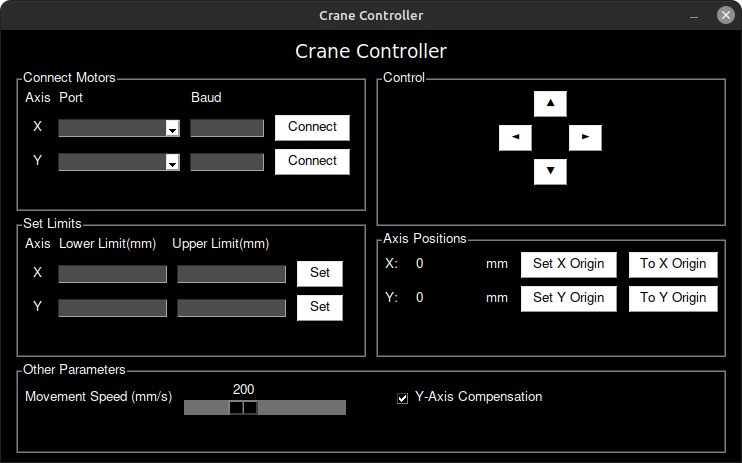 Crane Controller
Crane Controller
Connect Motors
Axis Port Baud
X Connect
Y Connect
Control
Set Limits
Axis Lower Limit(mm) Upper Limit(mm)
X Set
Y Set
Axis Positions
X: 0 mm Set X Origin To X Origin
Y: 0 mm Set Y Origin To Y Origin
Other Parameters
200
Movement Speed (mm/s) Y-Axis Compensation